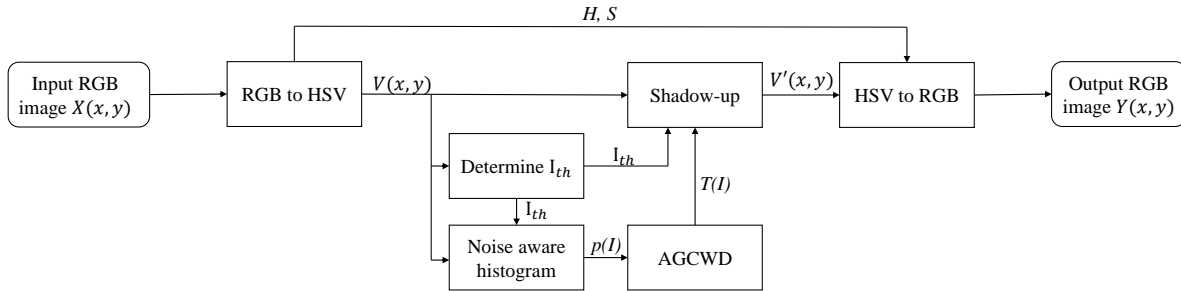 H, S
Input RGB
image X(x, y)
RGB to HSV
V(x, y)
Shadow-up
V′(x, y)
HSV to RGB
Output RGB
image Y(x, y)
Determine I_th
I_th
I_th
T(I)
Noise aware
histogram
p(I)
AGCWD